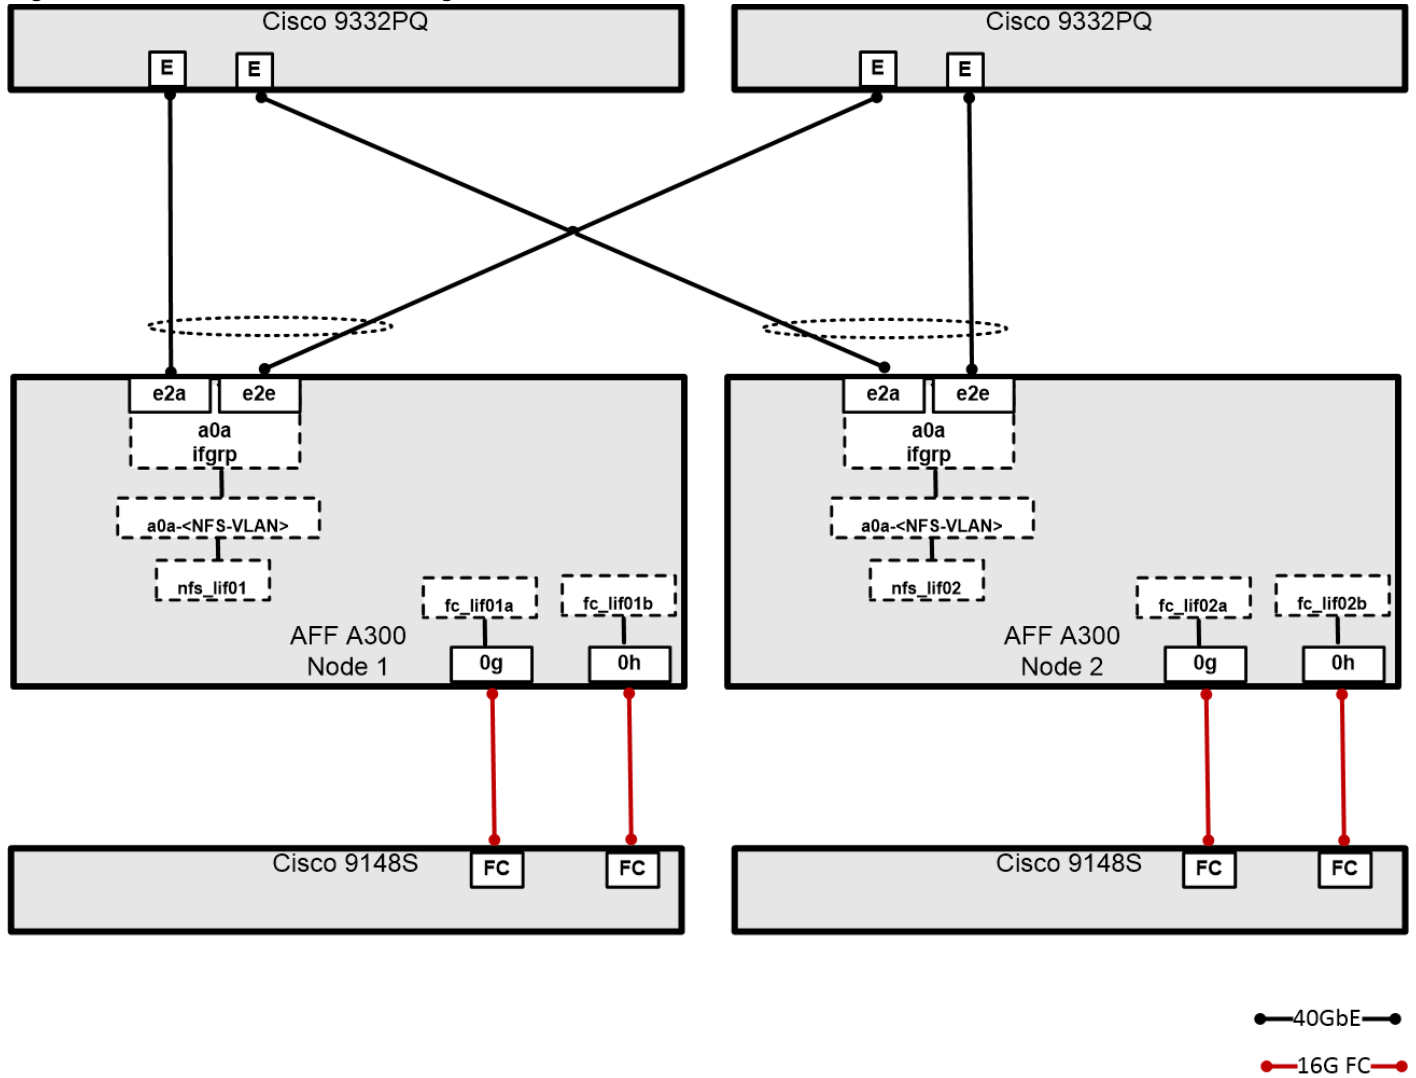 Cisco 9332PQ
Cisco 9332PQ
E
E
E
E
e2a
e2e
e2a
e2e
a0a
ifgrp
a0a
ifgrp
a0a-<NFS-VLAN>
a0a-<NFS-VLAN>
nfs_lif01
nfs_lif02
fc_lif01a
fc_lif01b
fc_lif02a
fc_lif02b
AFF A300
Node 1
AFF A300
Node 2
0g
0h
0g
0h
Cisco 9148S
FC
FC
Cisco 9148S
FC
FC
40GbE
16G FC